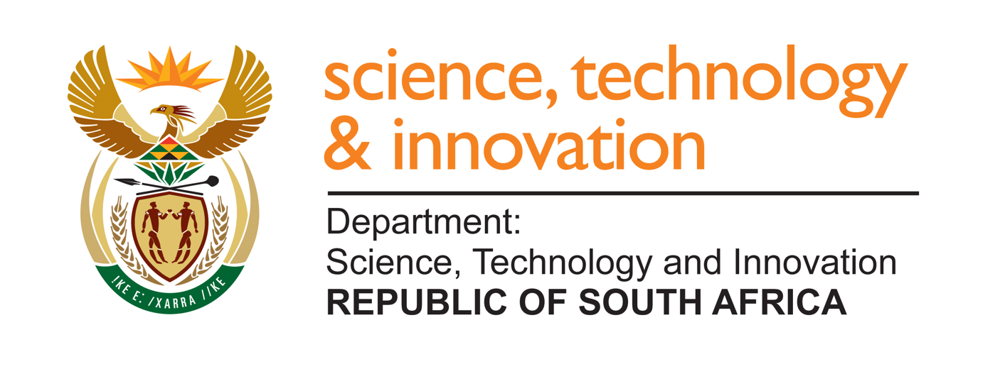 science, technology
& innovation
Department:
Science, Technology and Innovation
REPUBLIC OF SOUTH AFRICA
!KE E: /XARRA //KE